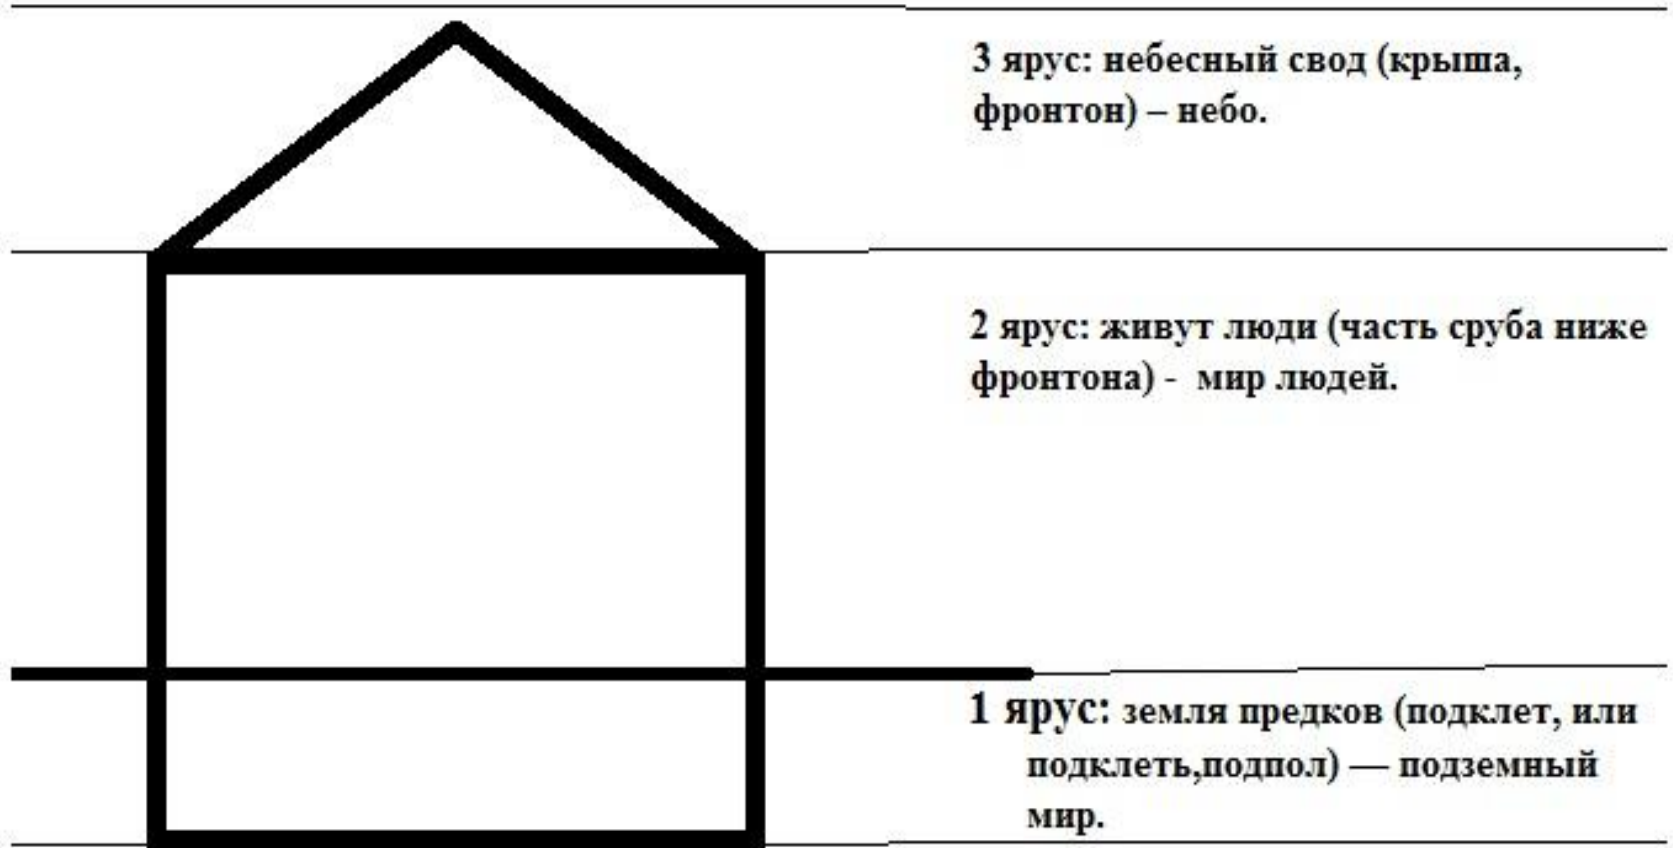 3 ярус: небесный свод (крыша,
фронтон) – небо.
2 ярус: живут люди (часть сруба ниже
фронтона) - мир людей.
1 ярус: земля предков (подклет, или
подклеть,подпол) — подземный
мир.